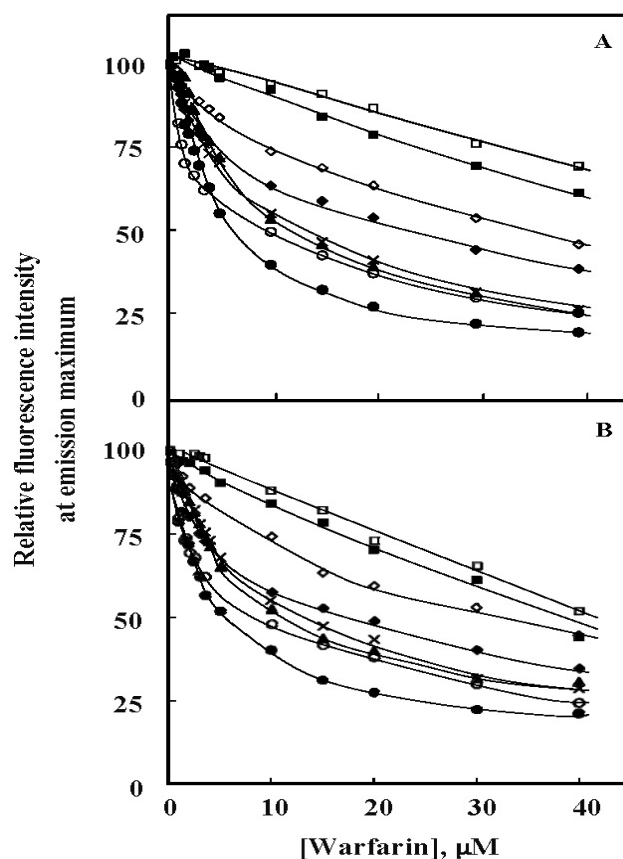 A
100
75
50
25
0
B
100
75
50
25
0
0 10 20 30 40
[Warfarin], μM
Relative fluorescence intensity
at emission maximum